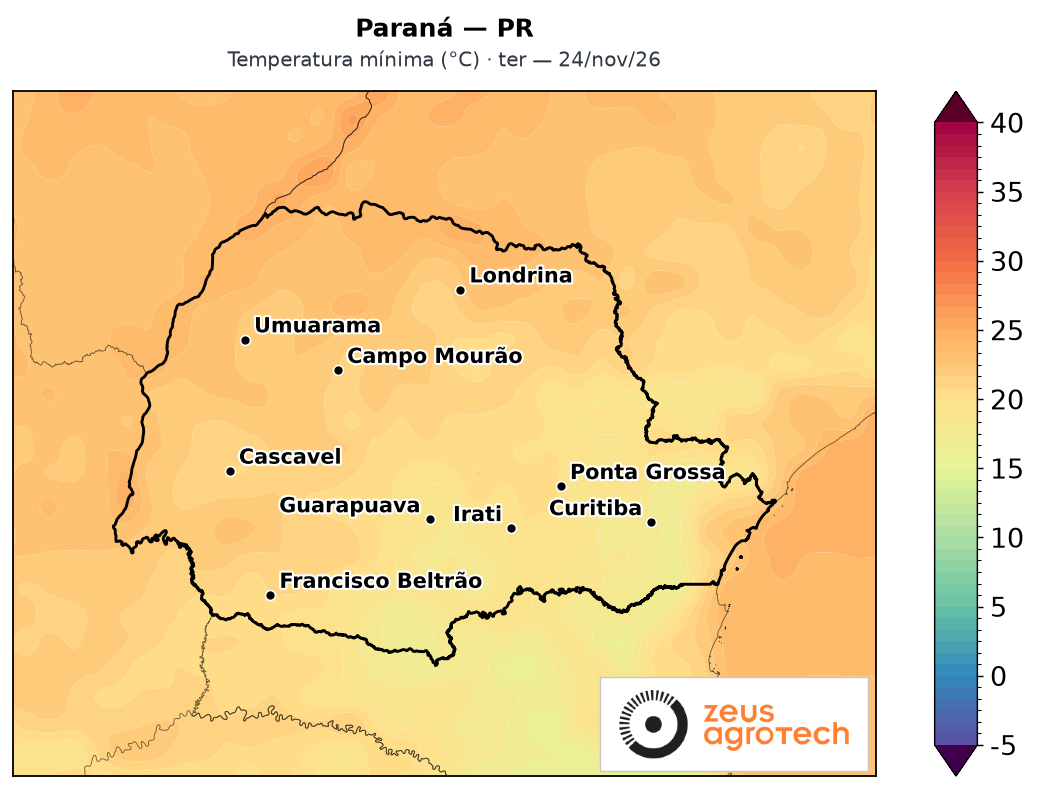 Paraná — PR
Temperatura mínima (°C) · ter — 24/nov/26
Londrina
Umuarama
Campo Mourão
Cascavel
Ponta Grossa
Guarapuava
Irati
Curitiba
Francisco Beltrão
40
35
30
25
20
15
10
5
0
-5
zeus
agrotech